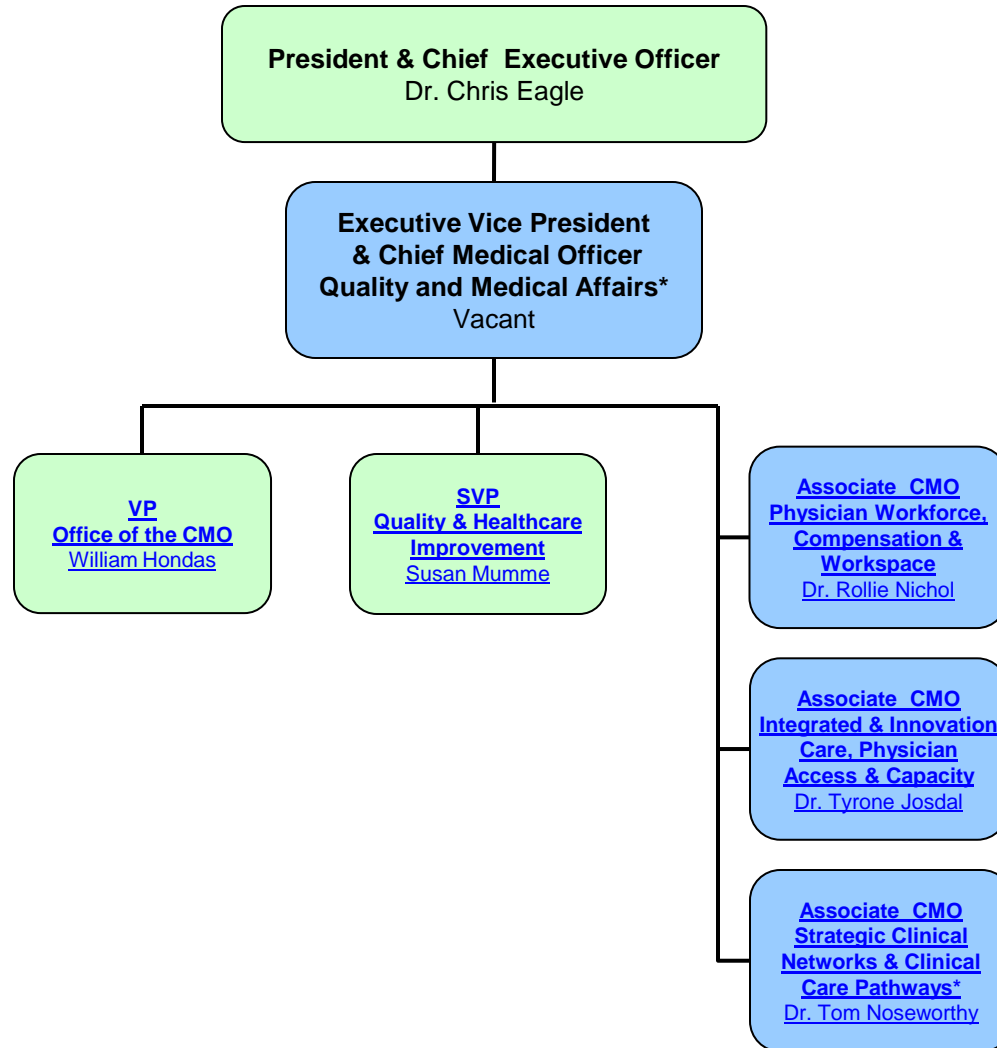 President & Chief Executive Officer
Dr. Chris Eagle
Executive Vice President
& Chief Medical Officer
Quality and Medical Affairs*
Vacant
VP
Office of the CMO
William Hondas
SVP
Quality & Healthcare
Improvement
Susan Mumme
Associate CMO
Physician Workforce,
Compensation &
Workspace
Dr. Rollie Nichol
Associate CMO
Integrated & Innovation
Care, Physician
Access & Capacity
Dr. Tyrone Josdal
Associate CMO
Strategic Clinical
Networks & Clinical
Care Pathways*
Dr. Tom Noseworthy